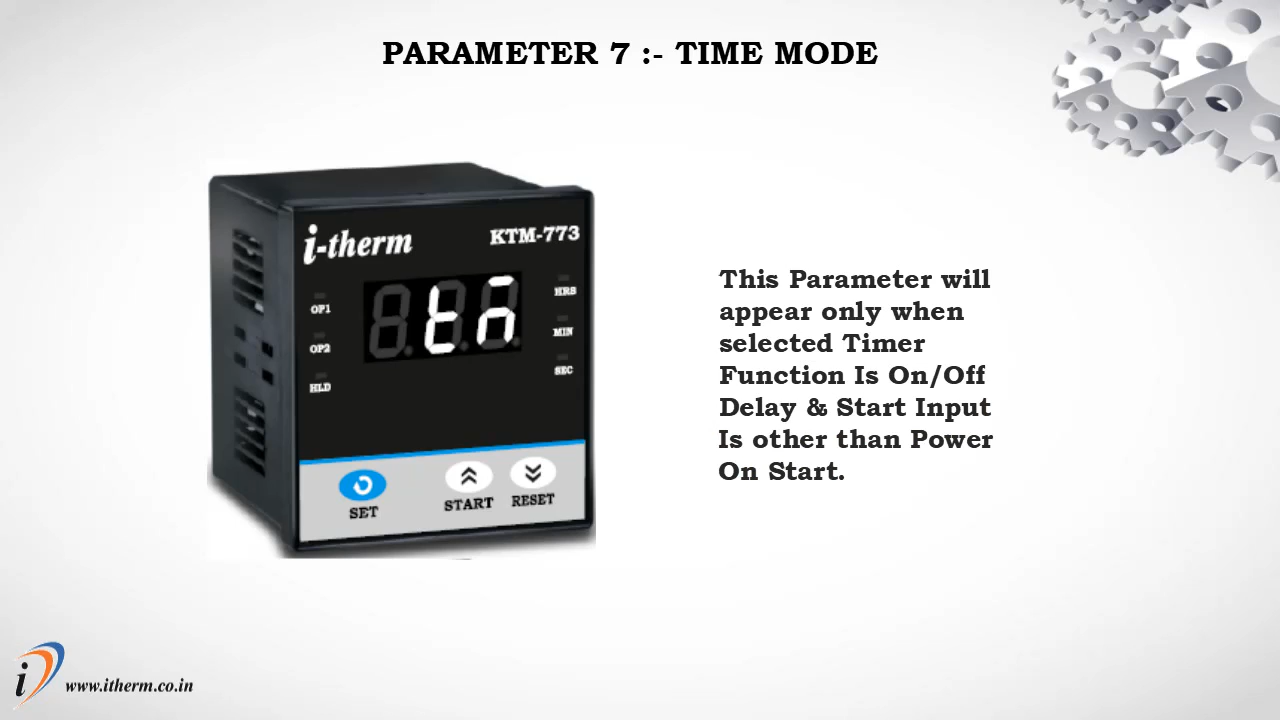 PARAMETER 7 :- TIME MODE
i-therm
KTM-773
OP1
OP2
HLD
HRS
MIN
SEC
SET
START
RESET
This Parameter will
appear only when
selected Timer
Function Is On/Off
Delay & Start Input
Is other than Power
On Start.
i
www.itherm.co.in